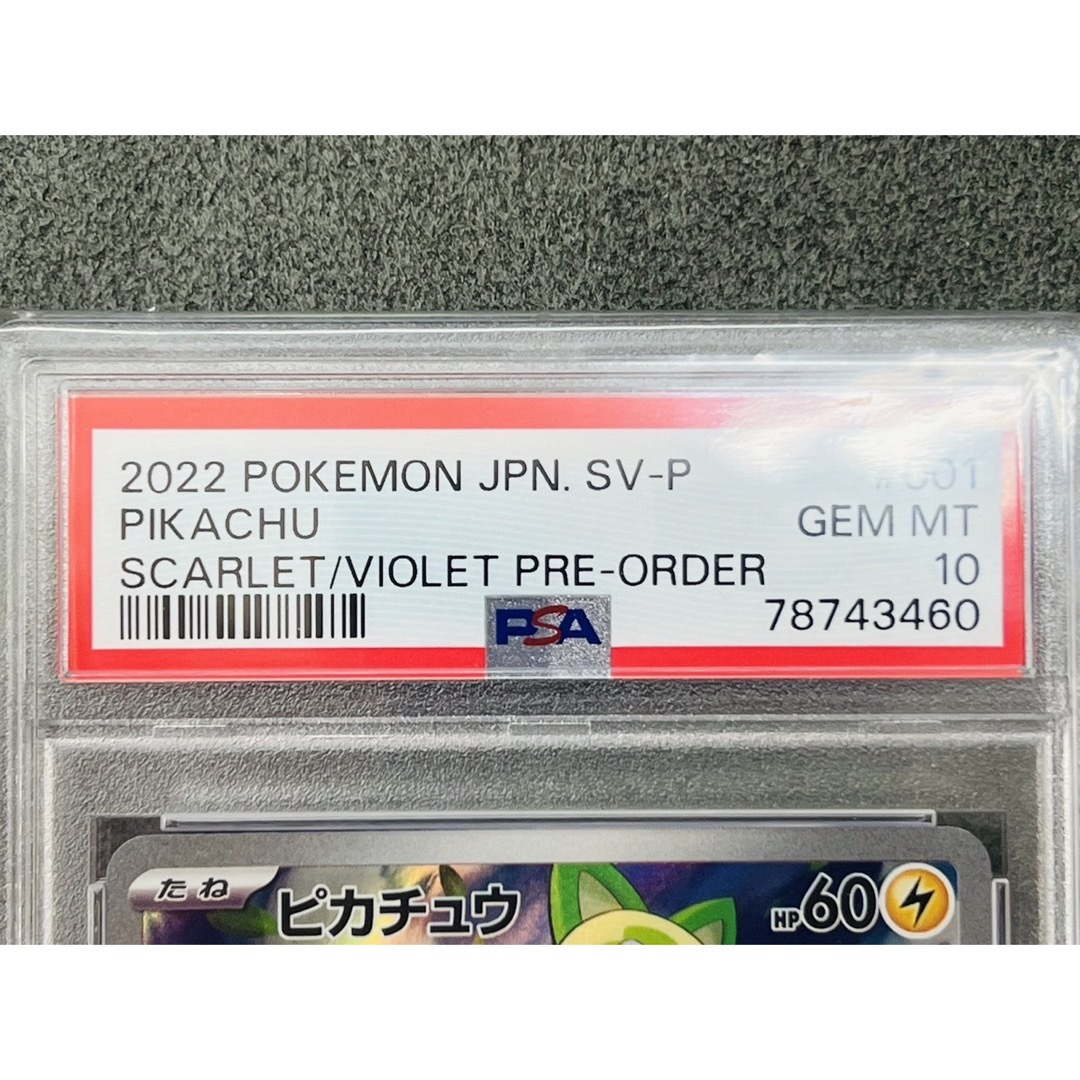 2022 POKEMON JPN. SV-P #001
PIKACHU GEM MT
SCARLET/VIOLET PRE-ORDER 10
PSA 78743460
たね ピカチュウ HP60